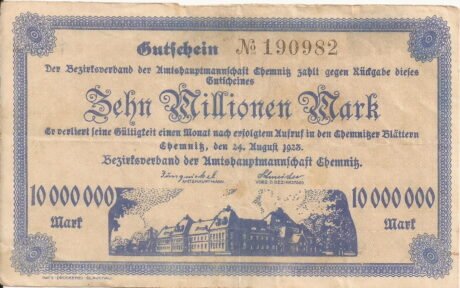 Gutschein № 190982
Der Bezirksverband der Amtshauptmannschaft Chemnitz zahlt gegen Rückgabe dieses
Gutscheines
Zehn Millionen Mark
Er verliert seine Gültigkeit einen Monat nach erfolgtem Aufruf in den Chemnitzer Blättern
Chemnitz, den 24. August 1923.
Bezirksverband der Amtshauptmannschaft Chemnitz.
AMTSHAUPTMANN
10 000 000 10 000 000
Mark Mark